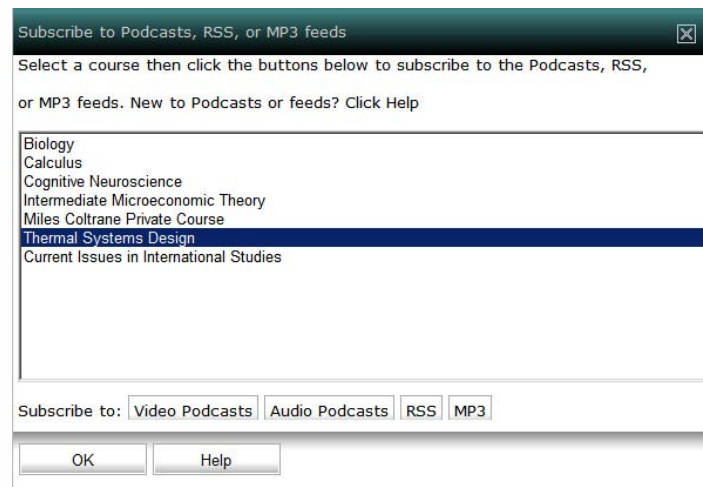 Subscribe to Podcasts, RSS, or MP3 feeds
Select a course then click the buttons below to subscribe to the Podcasts, RSS,
or MP3 feeds. New to Podcasts or feeds? Click Help
Biology
Calculus
Cognitive Neuroscience
Intermediate Microeconomic Theory
Miles Coltrane Private Course
Thermal Systems Design
Current Issues in International Studies
Subscribe to: Video Podcasts Audio Podcasts RSS MP3
OK Help